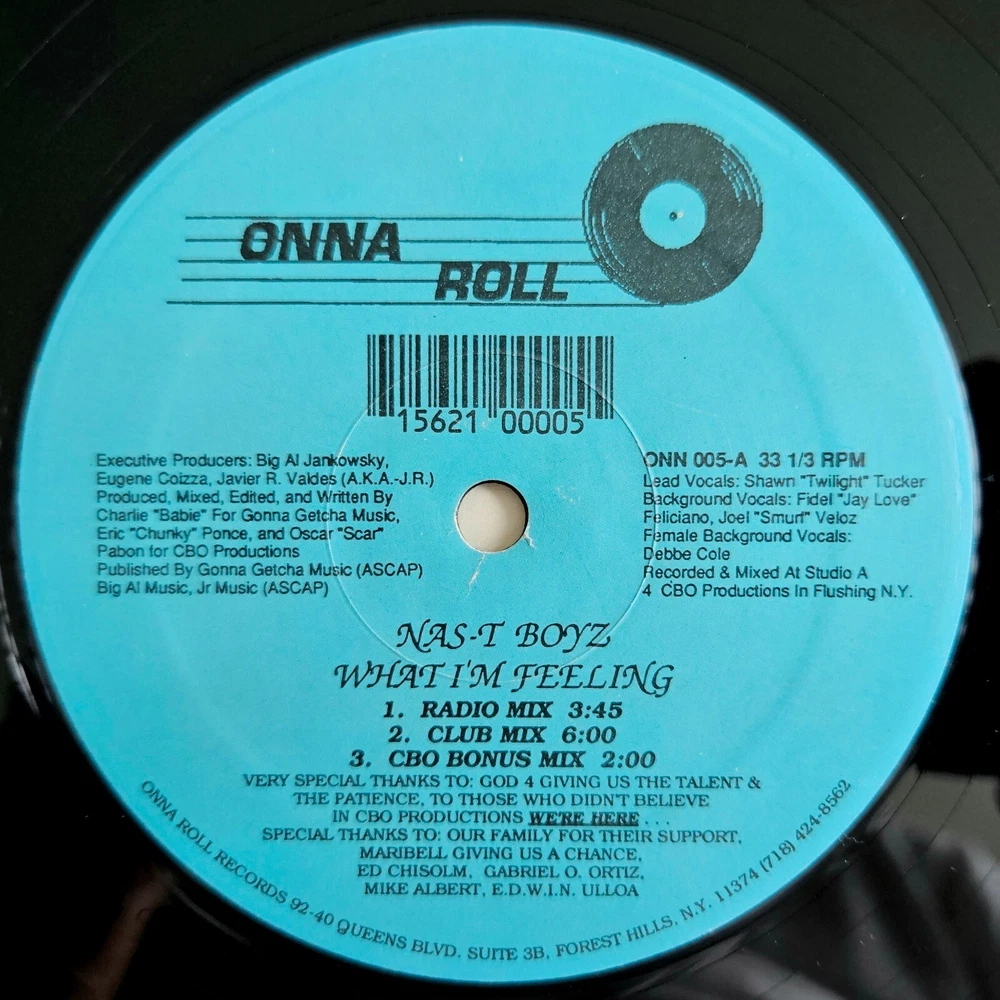 ONNA
ROLL
15621 00005
Executive Producers: Big Al Jankowsky,
Eugene Coizza, Javier R. Valdes (A.K.A.-J.R.)
Produced, Mixed, Edited, and Written By
Charlie "Babie" For Gonna Getcha Music,
Eric "Chunky" Ponce, and Oscar "Scar"
Pabon for CBO Productions
Published By Gonna Getcha Music (ASCAP)
Big Al Music, Jr Music (ASCAP)
ONN 005-A 33 1/3 RPM
Lead Vocals: Shawn "Twilight" Tucker
Background Vocals: Fidel "Jay Love"
Feliciano, Joel "Smurf" Veloz
Female Background Vocals:
Debbe Cole
Recorded & Mixed At Studio A
4 CBO Productions In Flushing N.Y.
NAS-T BOYZ
WHAT I'M FEELING
1. RADIO MIX 3:45
2. CLUB MIX 6:00
3. CBO BONUS MIX 2:00
VERY SPECIAL THANKS TO: GOD 4 GIVING US THE TALENT &
THE PATIENCE, TO THOSE WHO DIDN'T BELIEVE
IN CBO PRODUCTIONS WE'RE HERE . . .
SPECIAL THANKS TO: OUR FAMILY FOR THEIR SUPPORT,
MARIBELL GIVING US A CHANCE,
ED CHISOLM, GABRIEL O. ORTIZ,
MIKE ALBERT, E.D.W.I.N. ULLOA
ONNA ROLL RECORDS 92-40 QUEENS BLVD. SUITE 3B, FOREST HILLS, N.Y. 11374 (718) 424-8562